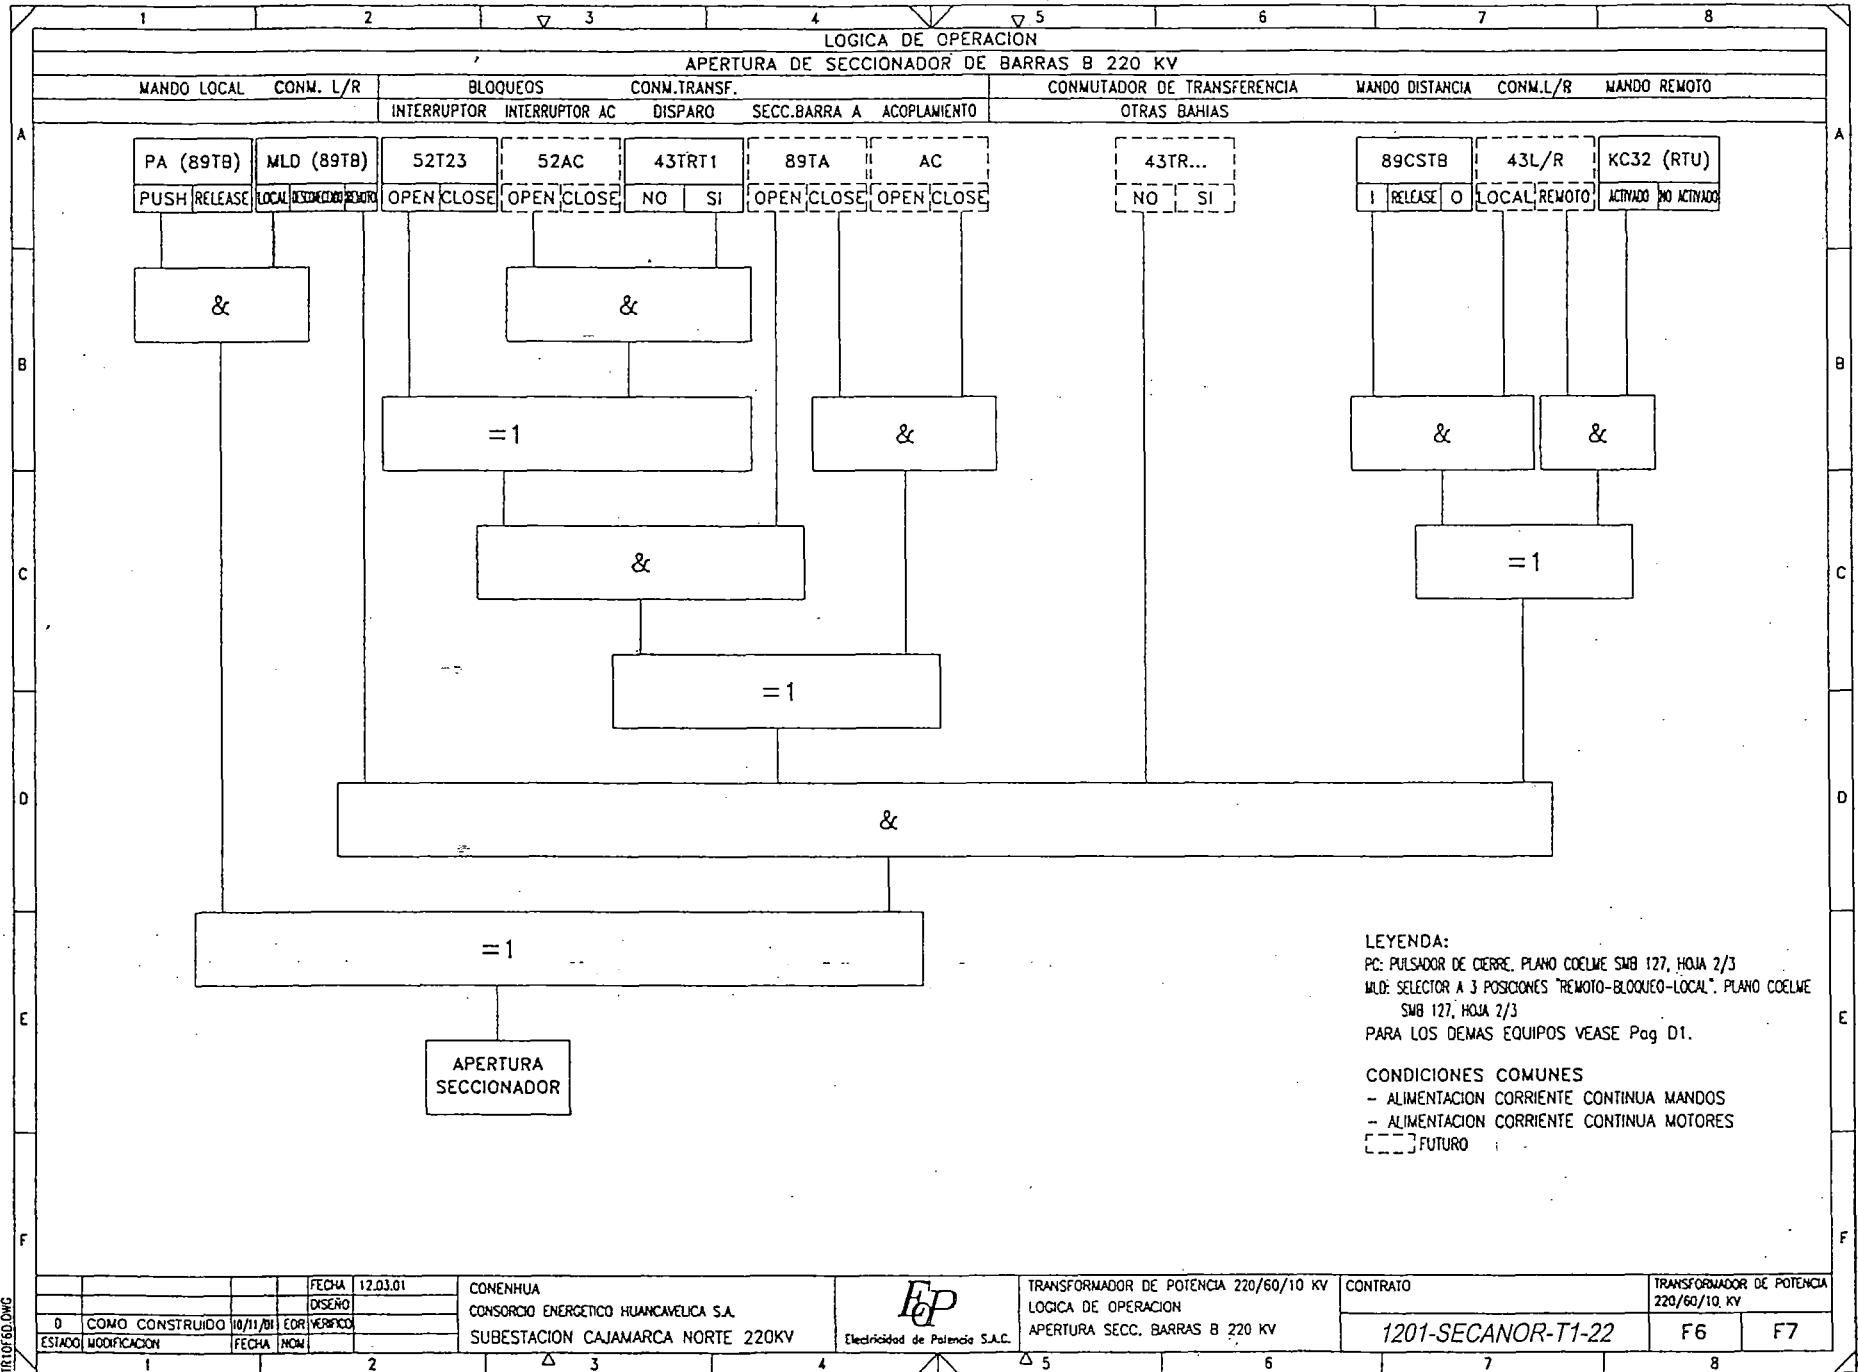 1 2 3 4 5 6 7 8
LOGICA DE OPERACION
APERTURA DE SECCIONADOR DE BARRAS B 220 KV
MANDO LOCAL CONM. L/R BLOQUEOS CONM.TRANSF. CONMUTADOR DE TRANSFERENCIA MANDO DISTANCIA CONM.L/R MANDO REMOTO
INTERRUPTOR INTERRUPTOR AC DISPARO SECC.BARRA A ACOPLAMIENTO OTRAS BAHIAS
A A
PA (89TB) MLD (89TB) 52T23 52AC 43TRT1 89TA AC 43TR... 89CSTB 43L/R KC32 (RTU)
PUSH RELEASE LOCAL REMOTO OPEN CLOSE OPEN CLOSE NO SI OPEN CLOSE OPEN CLOSE NO SI I RELEASE O LOCAL REMOTO ACTIVADO NO ACTIVADO
& &
B B
=1 & & &
C & =1 C
=1
D & D
=1
LEYENDA:
PC: PULSADOR DE CIERRE. PLANO COELME SMB 127, HOJA 2/3
MLD: SELECTOR A 3 POSICIONES "REMOTO-BLOQUEO-LOCAL". PLANO COELME
SMB 127, HOJA 2/3
PARA LOS DEMAS EQUIPOS VEASE Pag D1.
E E
APERTURA
SECCIONADOR
CONDICIONES COMUNES
- ALIMENTACION CORRIENTE CONTINUA MANDOS
- ALIMENTACION CORRIENTE CONTINUA MOTORES
FUTURO
F F
FECHA 12.03.01
DISEÑO
0 COMO CONSTRUIDO 10/11/01 EDR VERIFICO
ESTADO MODIFICACION FECHA NOM
CONENHUA
CONSORCIO ENERGETICO HUANCAVELICA S.A.
SUBESTACION CAJAMARCA NORTE 220KV
EdP
Electricidad de Potencia S.A.C.
TRANSFORMADOR DE POTENCIA 220/60/10 KV
LOGICA DE OPERACION
APERTURA SECC. BARRAS B 220 KV
CONTRATO
1201-SECANOR-T1-22
TRANSFORMADOR DE POTENCIA
220/60/10 KV
F6 F7
1 2 3 4 5 6 7 8
TR10F6D.DWG